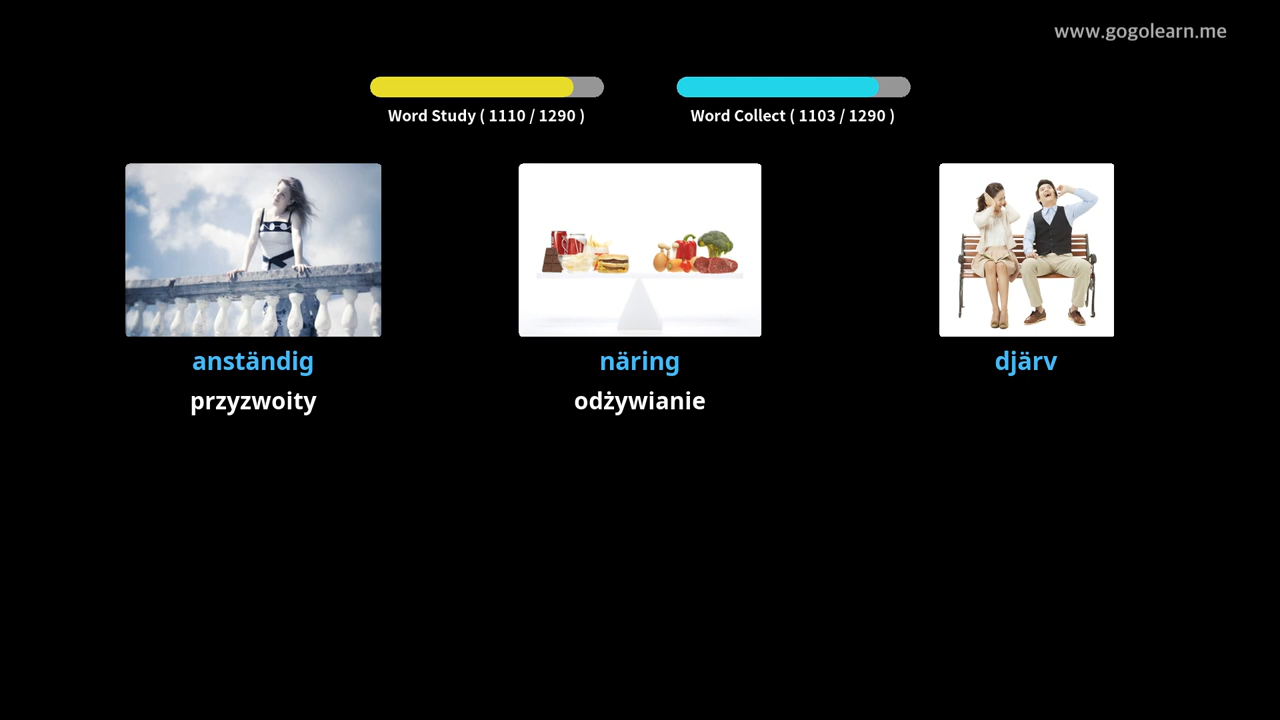 www.gogolearn.me
Word Study ( 1110 / 1290 )
Word Collect ( 1103 / 1290 )
anständig
näring
djärv
przyzwoity
odżywianie